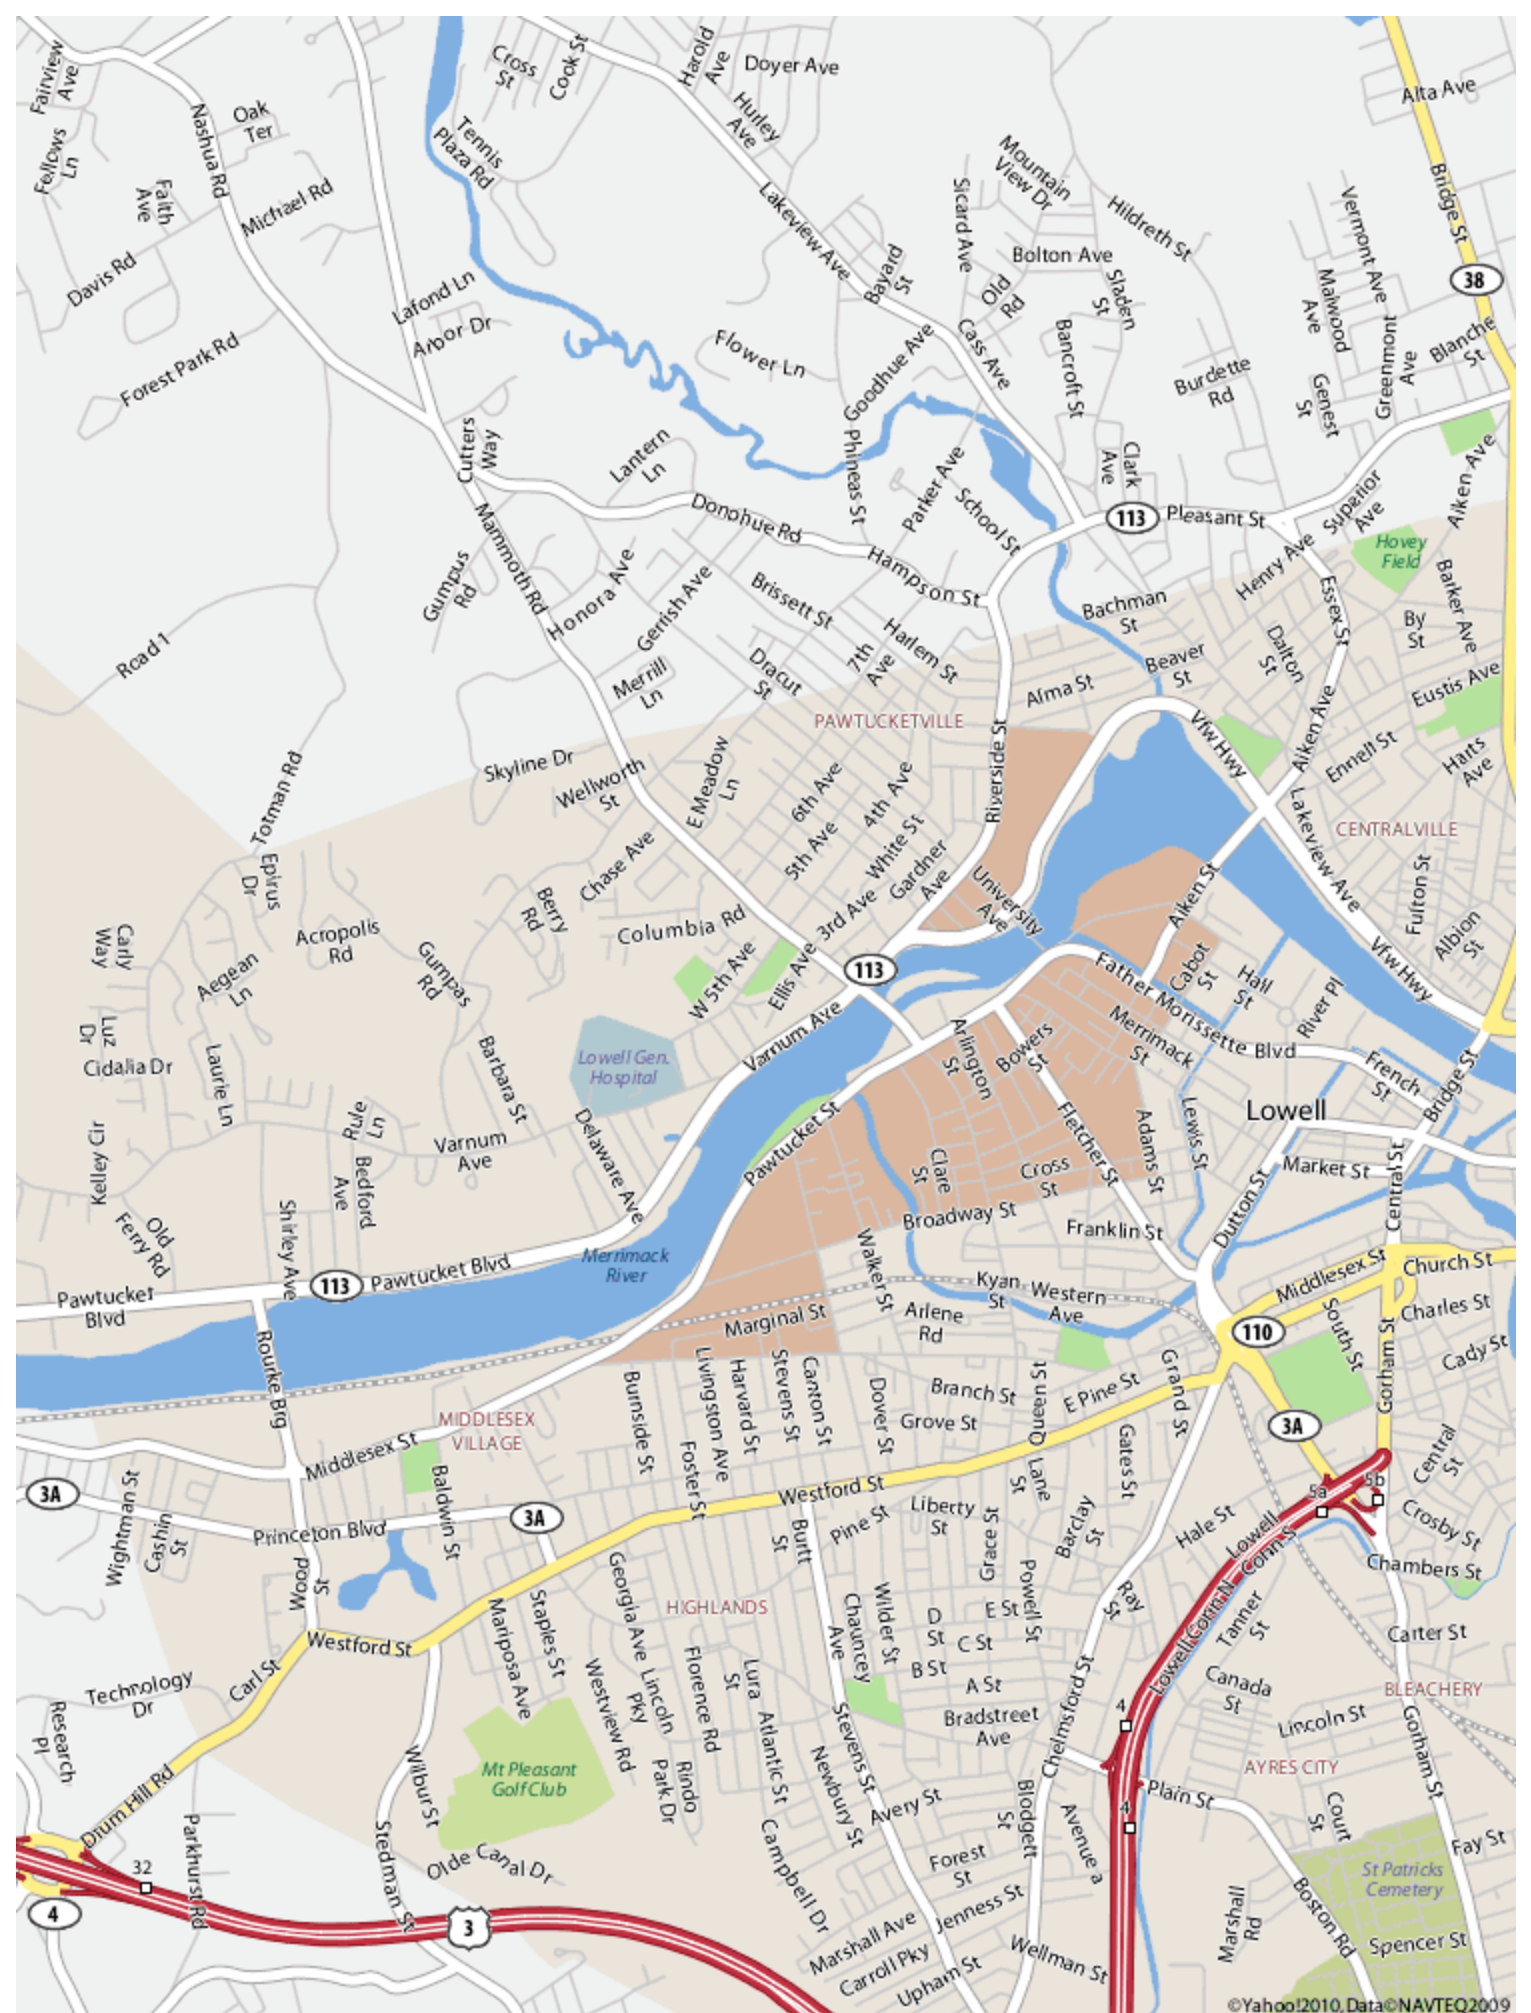 Fairview
Ave
Cross
St
Cook St
Harold
Ave
Doyer Ave
Alta Ave
Nashua Rd
Oak
Ter
Hurley
Ave
Fellows
Ln
Tennis
Plaza Rd
Mountain
View Dr
Faith
Ave
Michael Rd
Lakeview Ave
Sicard Ave
Hildreth St
Vermont Ave
Bridge St
Davis Rd
Bayard
St
Bolton Ave
38
Lafond Ln
Old
Rd
Sladen
St
Malwood
Ave
Arbor Dr
Forest Park Rd
Flower Ln
Goodhue Ave
Cass Ave
Bancroft St
Burdette
Rd
Genest
St
Greenmont
Ave
Blanche
St
Cutters
Way
Lantern
Ln
Phineas St
Parker Ave
Clark
Ave
Aiken Ave
Donohue Rd
School St
113
Pleasant St
Superior
Ave
Mammoth Rd
Hampson St
Henry Ave
Hovey
Field
Gumpus
Rd
Honora Ave
Gerrish Ave
Brissett St
Bachman
St
Essex St
Barker Ave
By
St
Road 1
Harlem St
7th
Ave
Merrill
Ln
Dracut
St
Beaver
St
Dalton
St
Alma St
Eustis Ave
PAWTUCKETVILLE
Riverside St
Vfw Hwy
Aiken Ave
Ennell St
Harts
Ave
Skyline Dr
Wellworth
St
E Meadow
Ln
Totman Rd
6th Ave
4th Ave
Lakeview Ave
CENTRALVILLE
Epirus
Dr
Chase Ave
5th Ave
White St
Gardner
Ave
University
Ave
Aiken St
Fulton St
Albion
St
Berry
Rd
Columbia Rd
3rd Ave
Carly
Way
Acropolis
Rd
Gumpas
Rd
Aegean
Ln
W 5th Ave
Ellis Ave
113
Father Morissette Blvd
Cabot
St
Hall
St
River Pl
Vfw Hwy
Luz
Dr
Cidalia Dr
Laurie Ln
Barbara St
Lowell Gen.
Hospital
Varnum Ave
Arlington
St
Bowers
St
Merrimack
St
French
St
Bridge St
Lowell
Kelley Cir
Rule
Ln
Varnum
Ave
Delaware Ave
Pawtucket St
Fletcher St
Adams St
Lewis St
Bedford
Ave
Clare
St
Cross
St
Market St
Central St
Old
Ferry Rd
Shirley Ave
Broadway St
Franklin St
Dutton St
Merrimack
River
Walker St
113
Pawtucket Blvd
Pawtucket
Blvd
Kyan
St
Western
Ave
Middlesex St
Church St
Marginal St
Arlene
Rd
110
South St
Charles St
Rourke Brg
Gorham St
Cady St
Burnside St
Livingston Ave
Harvard St
Stevens St
Canton St
Dover St
Branch St
Grove St
Queen St
E Pine St
Grand St
MIDDLESEX
VILLAGE
3A
Middlesex St
Foster St
Gates St
Central
St
3A
Wightman St
Cashin
St
Baldwin St
Westford St
Lane
St
5a
5b
Princeton Blvd
3A
Burtt
St
Pine St
Liberty
St
Grace St
Barclay
St
Hale St
Lowell
Conn S
Crosby St
Chambers St
Wood
St
Georgia Ave
HIGHLANDS
Chauncey
Ave
Wilder St
Powell St
Ray
St
D
St
E St
Westford St
Mariposa Ave
Staples St
C St
B St
A St
Lowell Conn N
Tanner
St
Carter St
Carl St
Technology
Dr
Research
Pl
Westview Rd
Lincoln
Pky
Florence Rd
Lura
St
Canada
St
BLEACHERY
Bradstreet
Ave
Chelmsford St
4
Lincoln St
Gorham St
Drum Hill Rd
Wilbur St
Mt Pleasant
Golf Club
Rindo
Park Dr
Atlantic St
Stevens St
Newbury St
AYRES CITY
Parkhurst Rd
Avery St
Blodgett
St
Avenue a
4
Plain St
Court
St
Fay St
32
Stedman St
Olde Canal Dr
Campbell Dr
Forest
St
St Patricks
Cemetery
4
3
Jenness St
Marshall
Rd
Boston Rd
Marshall Ave
Carroll Pky
Upham St
Wellman St
Spencer St
©Yahoo!2010, Data©NAVTEQ2009